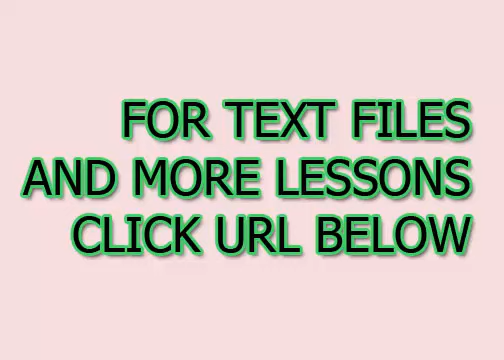 FOR TEXT FILES
AND MORE LESSONS
CLICK URL BELOW